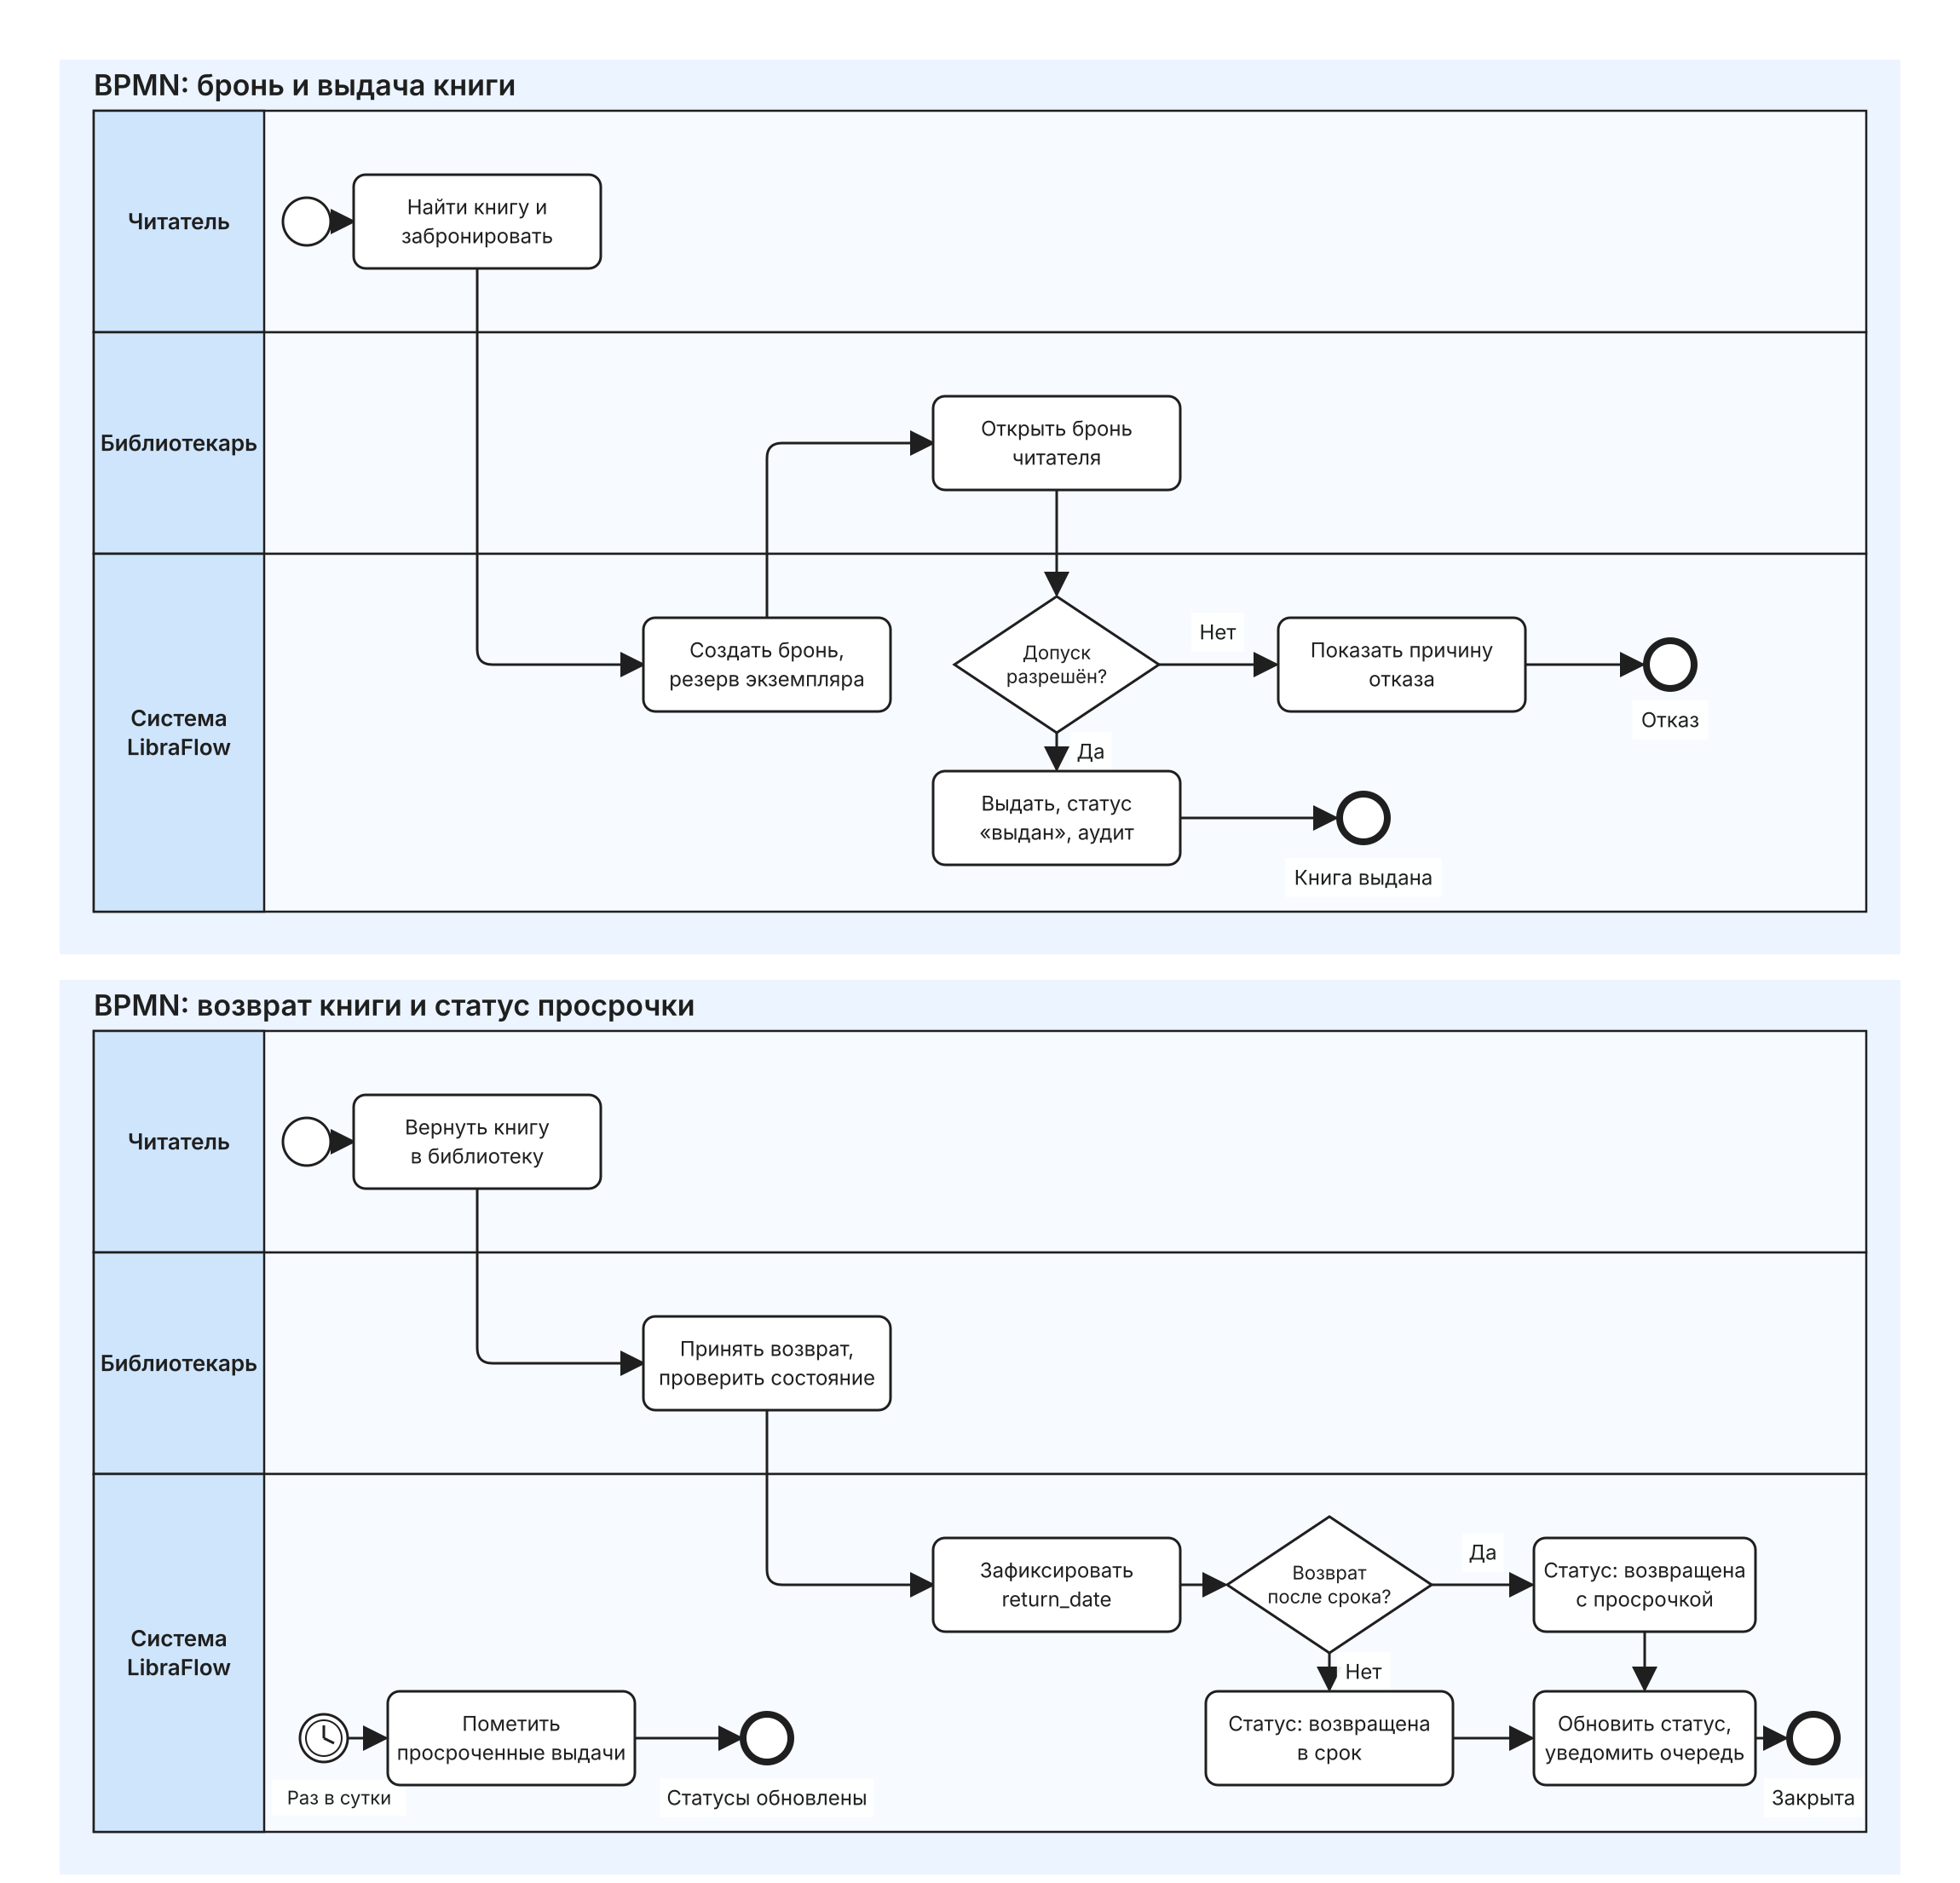 BPMN: бронь и выдача книги
Читатель
Найти книгу и
забронировать
Библиотекарь
Открыть бронь
читателя
Система
LibraFlow
Создать бронь,
резерв экземпляра
Допуск
разрешён?
Нет
Показать причину
отказа
Отказ
Да
Выдать, статус
«выдан», аудит
Книга выдана
BPMN: возврат книги и статус просрочки
Читатель
Вернуть книгу
в библиотеку
Библиотекарь
Принять возврат,
проверить состояние
Система
LibraFlow
Зафиксировать
return_date
Возврат
после срока?
Да
Статус: возвращена
с просрочкой
Нет
Раз в сутки
Пометить
просроченные выдачи
Статусы обновлены
Статус: возвращена
в срок
Обновить статус,
уведомить очередь
Закрыта